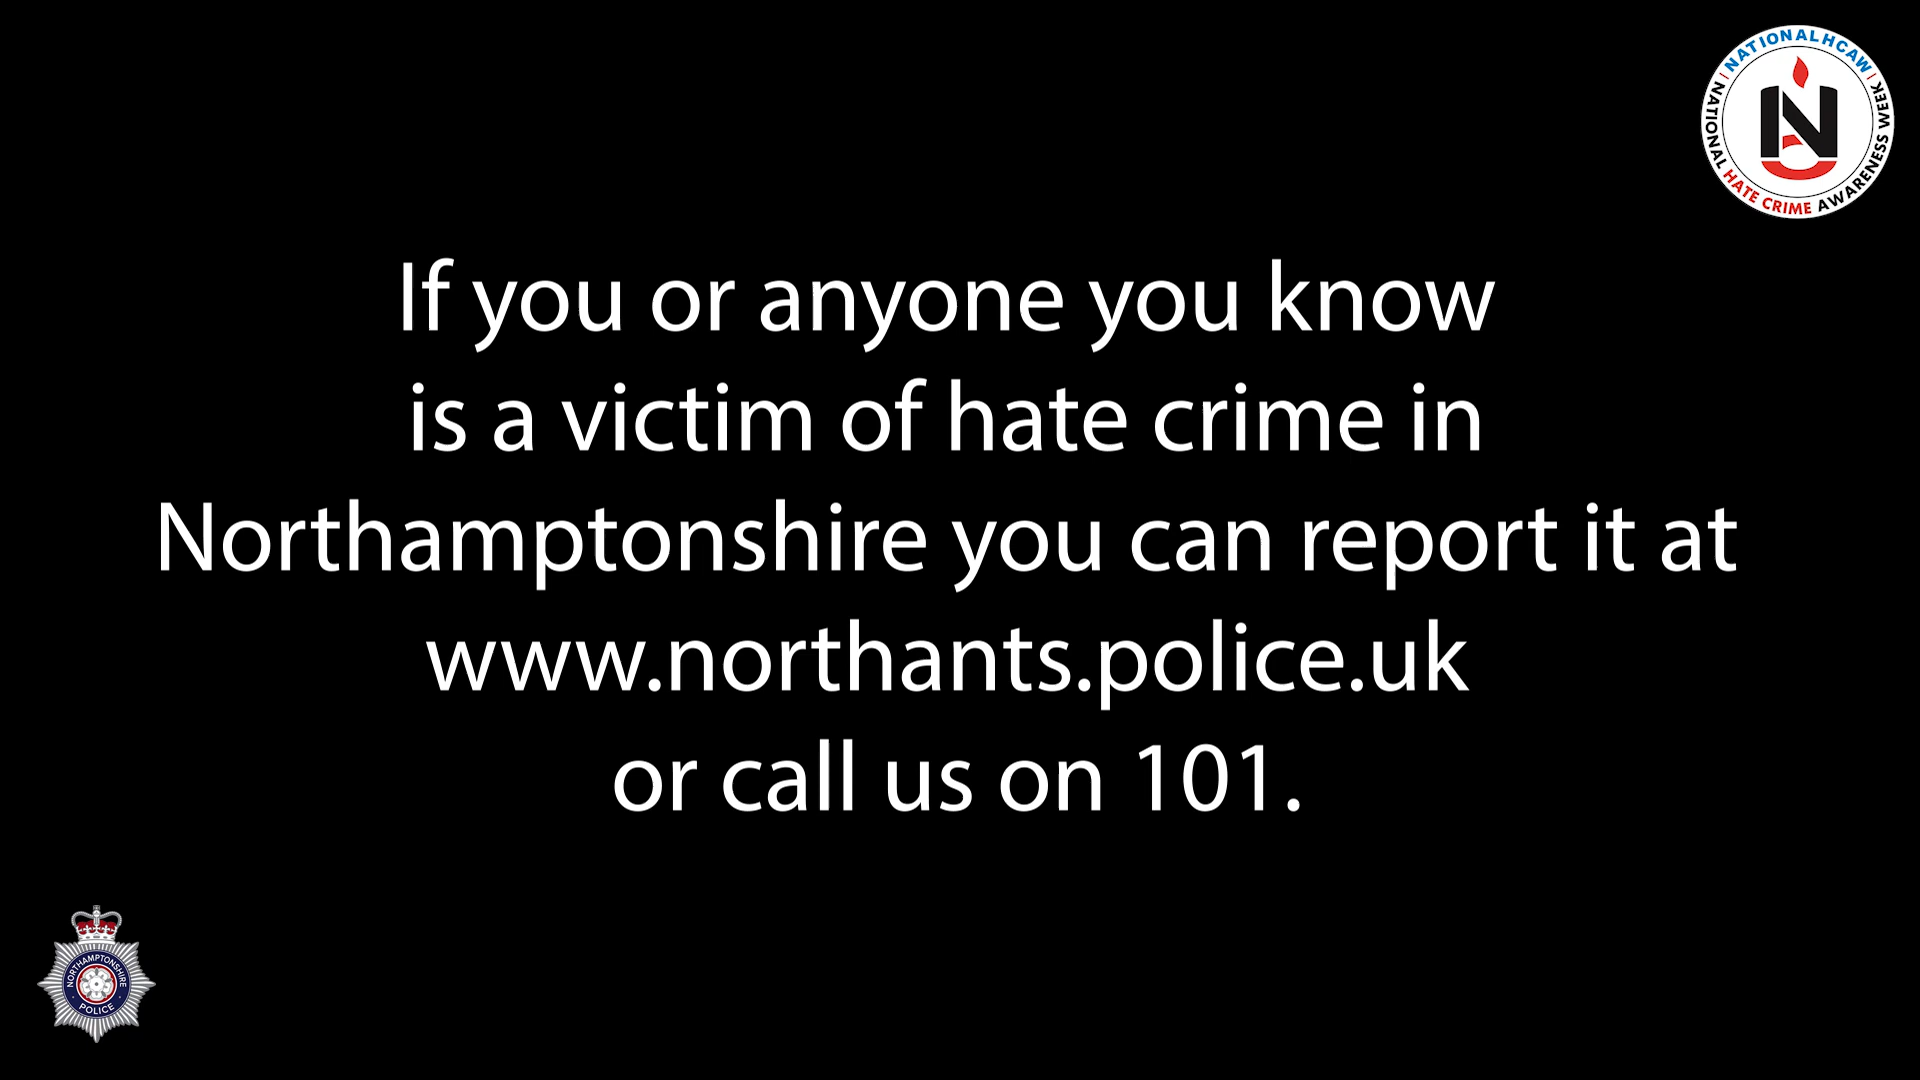 NATIONALHCAW
NATIONAL HATE CRIME AWARENESS WEEK
If you or anyone you know
is a victim of hate crime in
Northamptonshire you can report it at
www.northants.police.uk
or call us on 101.
NORTHAMPTONSHIRE
POLICE